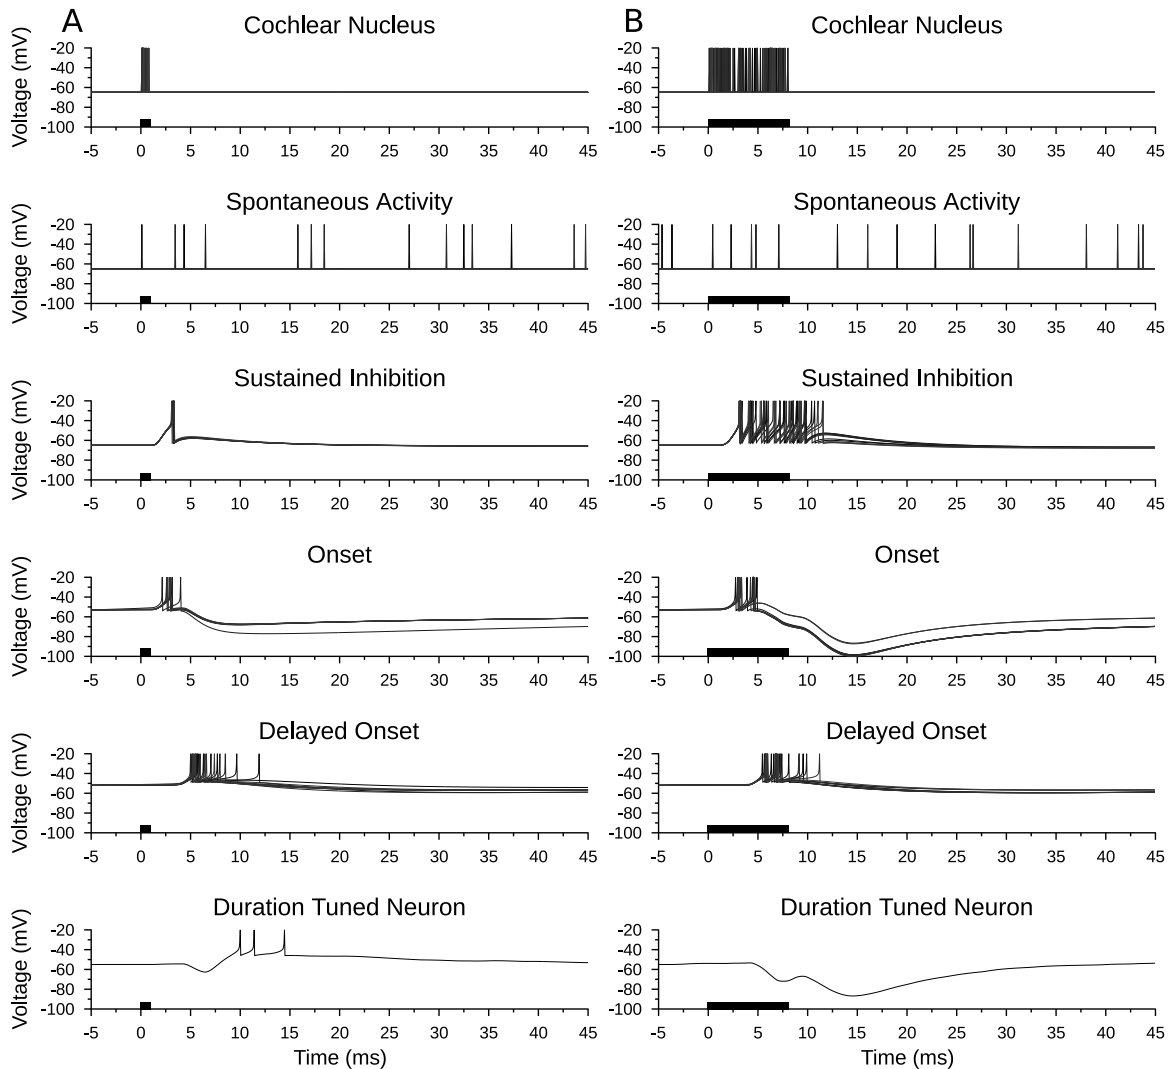 A
Cochlear Nucleus
Voltage (mV)
-20
-40
-60
-80
-100
-5 0 5 10 15 20 25 30 35 40 45
B
Cochlear Nucleus
-20
-40
-60
-80
-100
-5 0 5 10 15 20 25 30 35 40 45
Spontaneous Activity
Voltage (mV)
-20
-40
-60
-80
-100
-5 0 5 10 15 20 25 30 35 40 45
Spontaneous Activity
-20
-40
-60
-80
-100
-5 0 5 10 15 20 25 30 35 40 45
Sustained Inhibition
Voltage (mV)
-20
-40
-60
-80
-100
-5 0 5 10 15 20 25 30 35 40 45
Sustained Inhibition
-20
-40
-60
-80
-100
-5 0 5 10 15 20 25 30 35 40 45
Onset
Voltage (mV)
-20
-40
-60
-80
-100
-5 0 5 10 15 20 25 30 35 40 45
Onset
-20
-40
-60
-80
-100
-5 0 5 10 15 20 25 30 35 40 45
Delayed Onset
Voltage (mV)
-20
-40
-60
-80
-100
-5 0 5 10 15 20 25 30 35 40 45
Delayed Onset
-20
-40
-60
-80
-100
-5 0 5 10 15 20 25 30 35 40 45
Duration Tuned Neuron
Voltage (mV)
-20
-40
-60
-80
-100
-5 0 5 10 15 20 25 30 35 40 45
Time (ms)
Duration Tuned Neuron
-20
-40
-60
-80
-100
-5 0 5 10 15 20 25 30 35 40 45
Time (ms)